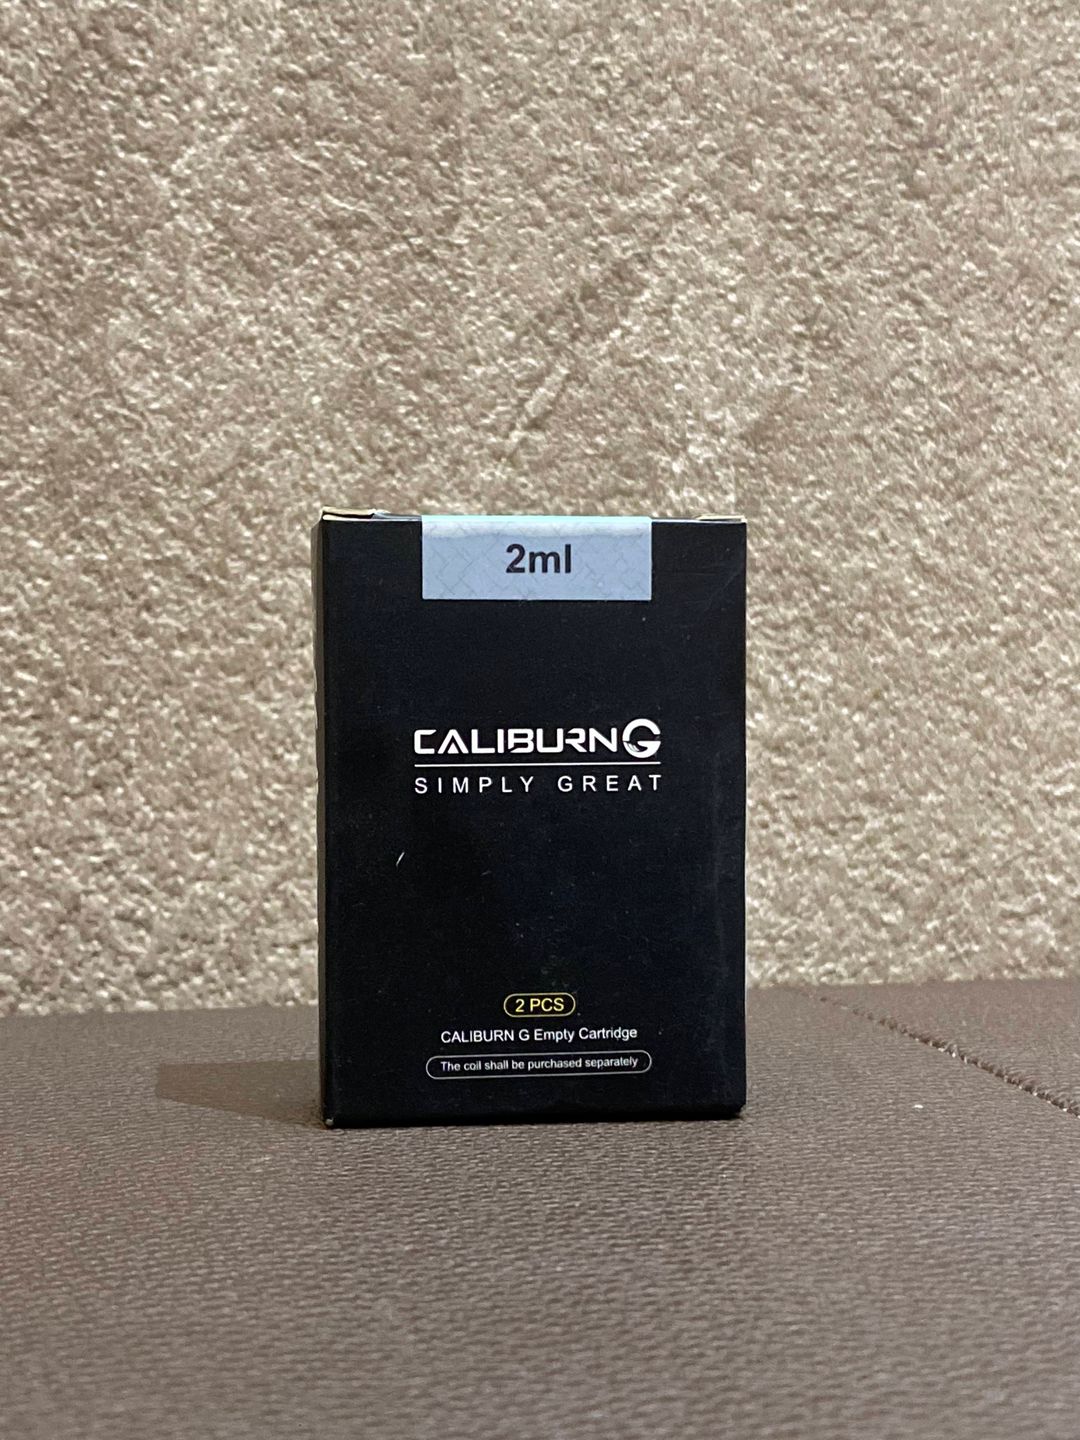 2ml
CALIBURN G
SIMPLY GREAT
2 PCS
CALIBURN G Empty Cartridge
The coil shall be purchased separately